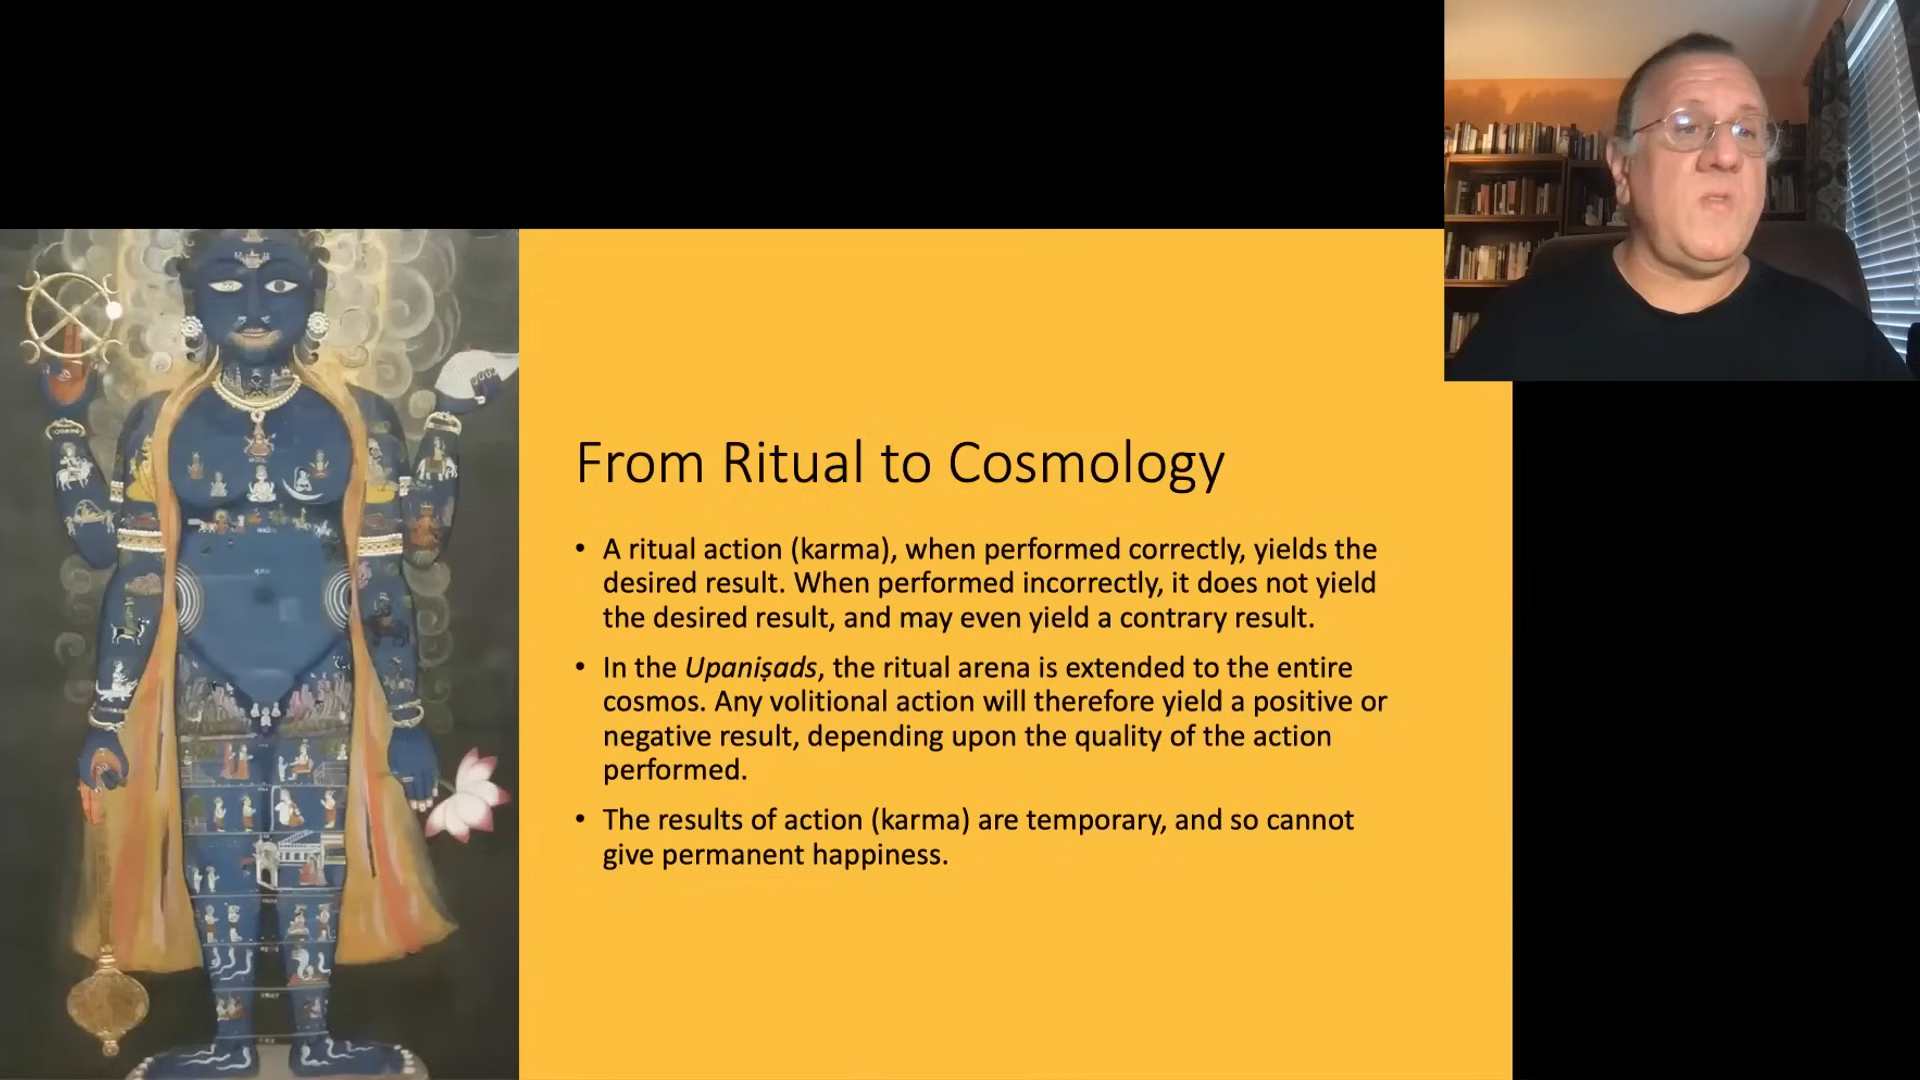 From Ritual to Cosmology
• A ritual action (karma), when performed correctly, yields the
desired result. When performed incorrectly, it does not yield
the desired result, and may even yield a contrary result.
• In the Upaniṣads, the ritual arena is extended to the entire
cosmos. Any volitional action will therefore yield a positive or
negative result, depending upon the quality of the action
performed.
• The results of action (karma) are temporary, and so cannot
give permanent happiness.